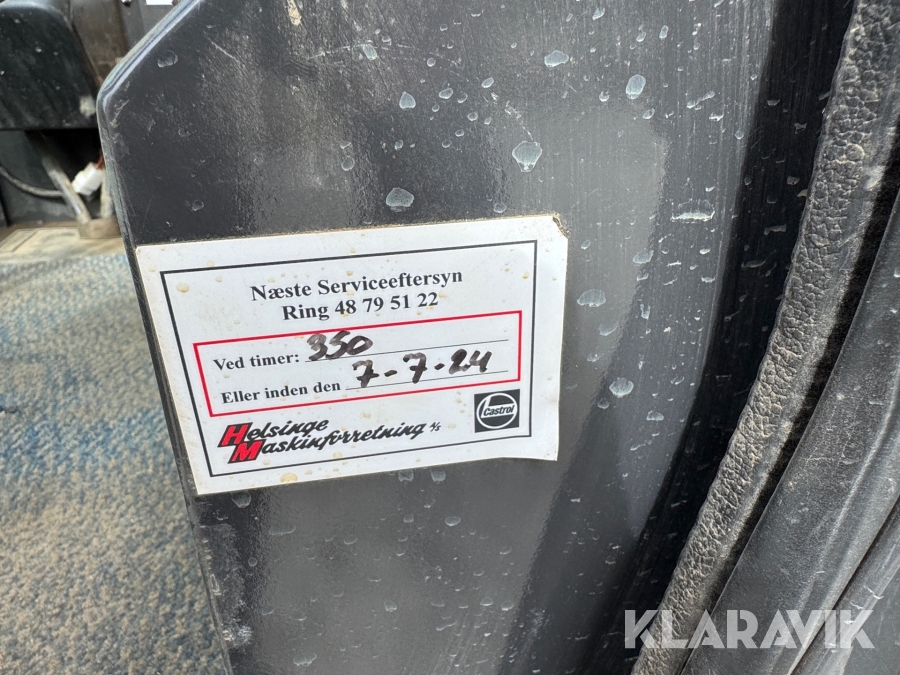 Næste Serviceeftersyn
Ring 48 79 51 22
Ved timer: 350
Eller inden den 7-7-24
Helsinge
Maskinforretning A/S
Castrol
KLARAVIK